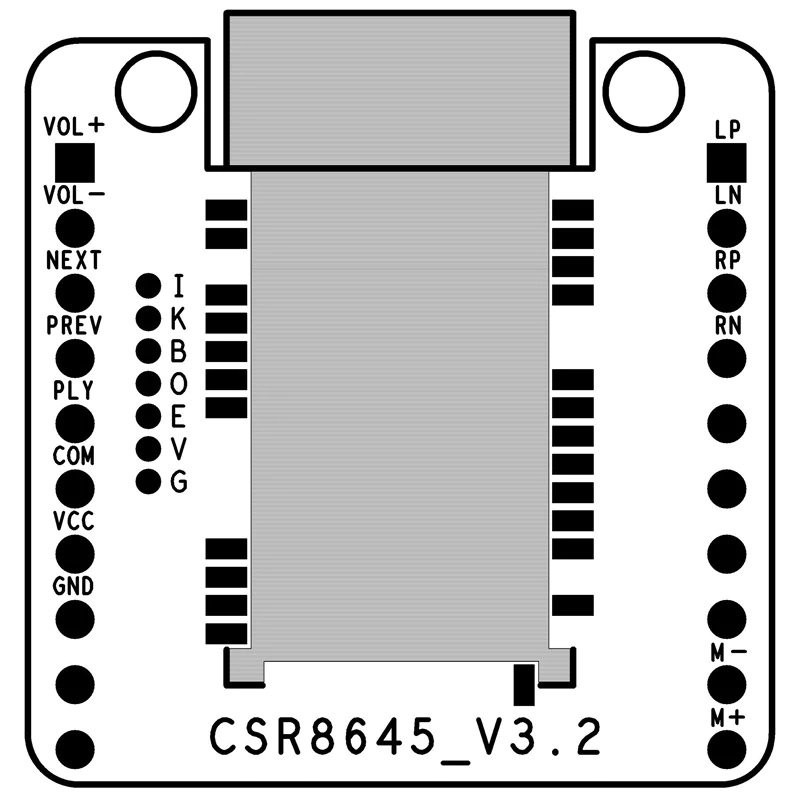 VOL+
VOL-
NEXT
PREV
PLY
COM
VCC
GND
I
K
B
O
E
V
G
LP
LN
RP
RN
M-
M+
CSR8645_V3.2